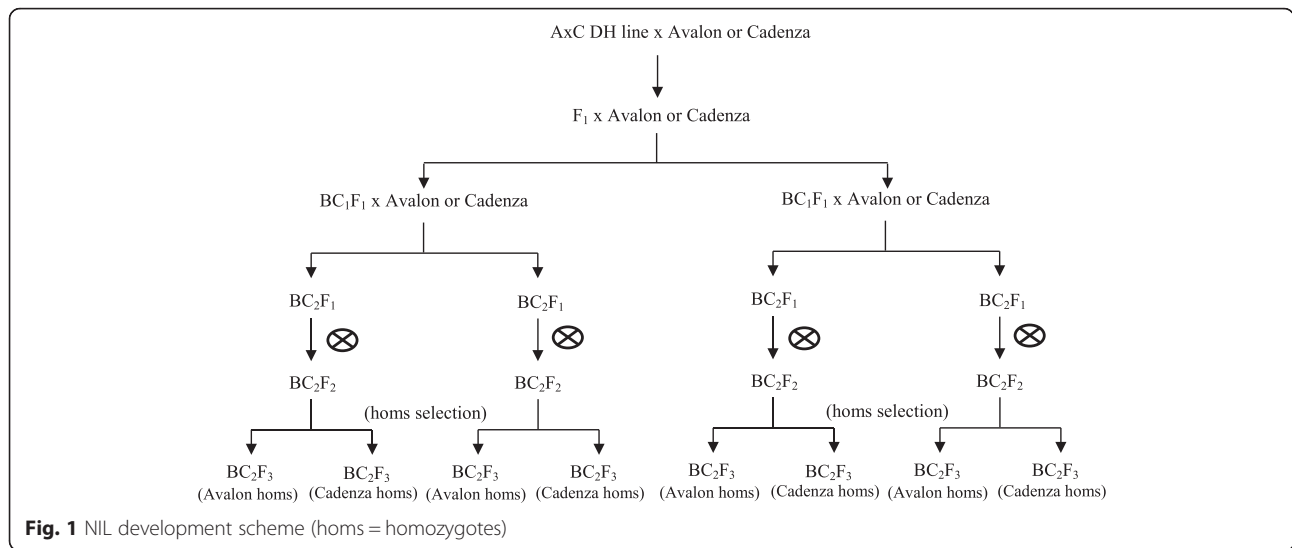 AxC DH line x Avalon or Cadenza
F₁ x Avalon or Cadenza
BC₁F₁ x Avalon or Cadenza BC₁F₁ x Avalon or Cadenza
BC₂F₁ BC₂F₁ BC₂F₁ BC₂F₁
BC₂F₂ BC₂F₂ BC₂F₂ BC₂F₂
(homs selection) (homs selection)
BC₂F₃ BC₂F₃ BC₂F₃ BC₂F₃ BC₂F₃ BC₂F₃ BC₂F₃ BC₂F₃
(Avalon homs) (Cadenza homs) (Avalon homs) (Cadenza homs) (Avalon homs) (Cadenza homs) (Avalon homs) (Cadenza homs)
Fig. 1 NIL development scheme (homs = homozygotes)